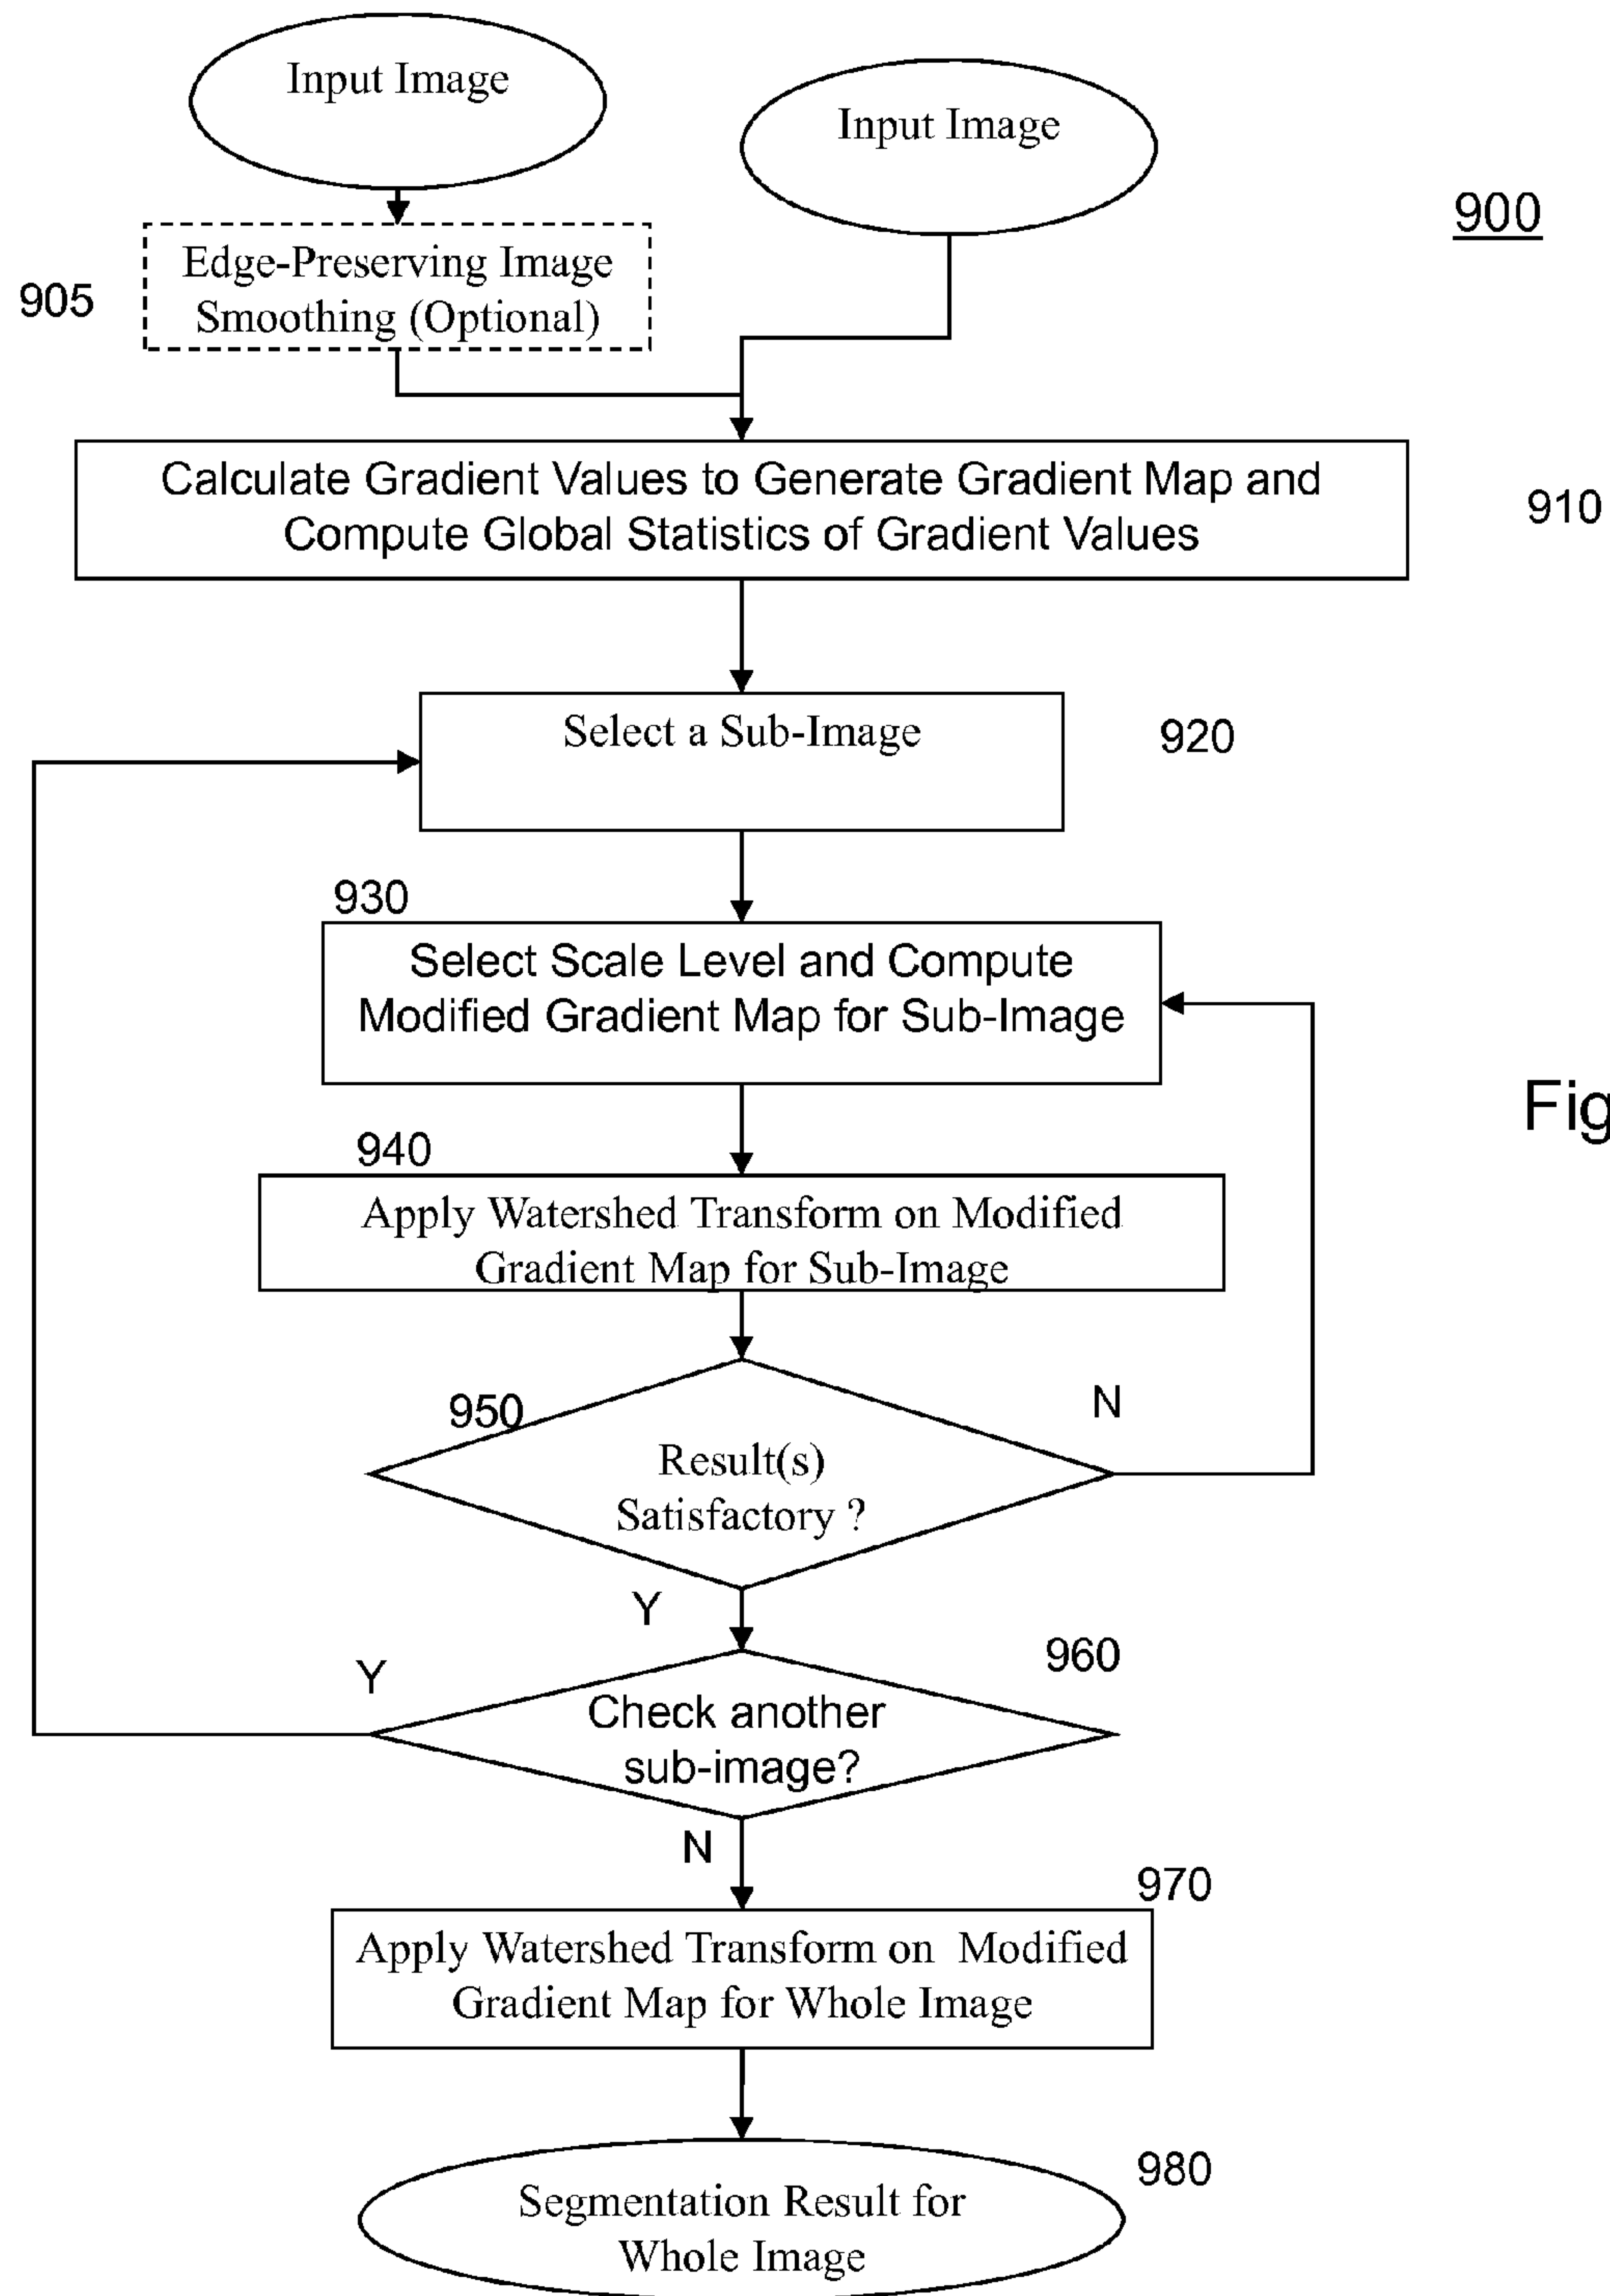 Input Image
Input Image
900
905
Edge-Preserving Image
Smoothing (Optional)
Calculate Gradient Values to Generate Gradient Map and
Compute Global Statistics of Gradient Values
910
Select a Sub-Image
920
930
Select Scale Level and Compute
Modified Gradient Map for Sub-Image
Fig
940
Apply Watershed Transform on Modified
Gradient Map for Sub-Image
950
N
Result(s)
Satisfactory ?
Y
960
Y
Check another
sub-image?
N
970
Apply Watershed Transform on Modified
Gradient Map for Whole Image
980
Segmentation Result for
Whole Image